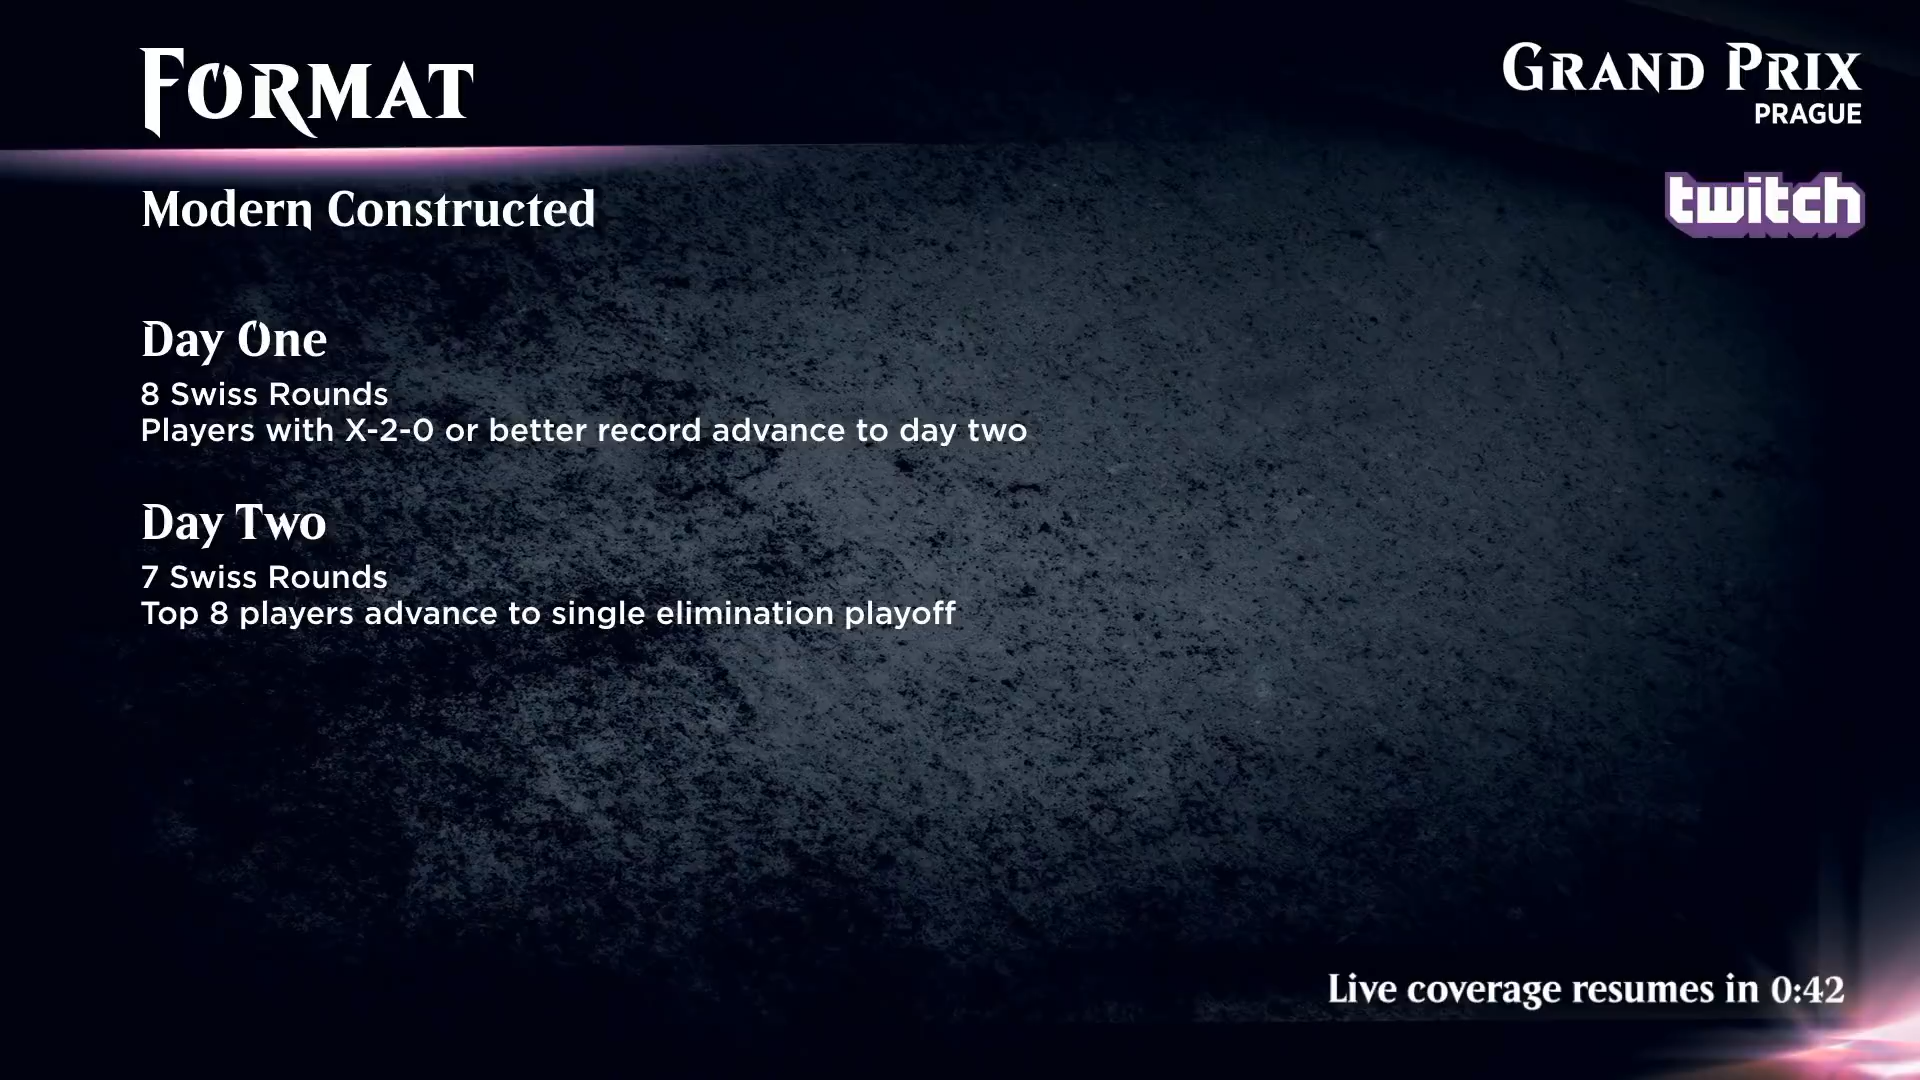 Format
Grand Prix
PRAGUE
twitch
Modern Constructed
Day One
8 Swiss Rounds
Players with X-2-0 or better record advance to day two
Day Two
7 Swiss Rounds
Top 8 players advance to single elimination playoff
Live coverage resumes in 0:42